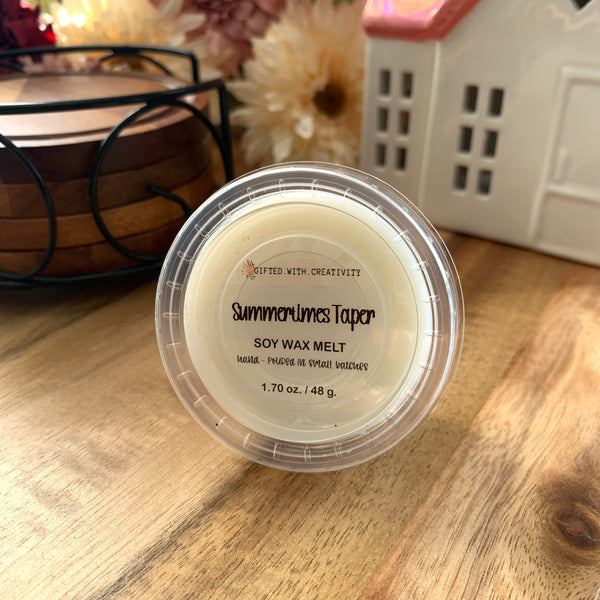 GIFTED.WITH.CREATIVITY
Summertimes Taper
SOY WAX MELT
hand - Poured in small batches
1.70 oz. / 48 g.